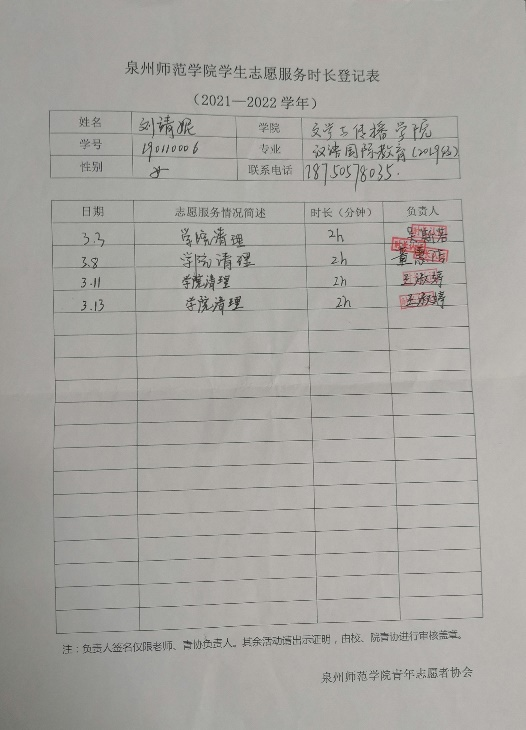 泉州师范学院学生志愿服务时长登记表
（2021—2022 学年）
姓名 刘靖妮 学院 文学与传播学院
学号 190110006 专业 汉语国际教育(2019级)
性别 女 联系电话 18750578035.
日期 志愿服务情况简述 时长（分钟） 负责人
3.3 学院清理 2h
3.8 学院清理 2h
3.11 学院清理 2h 王淑婷
3.13 学院清理 2h 王淑婷
注：负责人签名仅限老师、青协负责人。其余活动请出示证明，由校、院青协进行审核盖章。
泉州师范学院青年志愿者协会